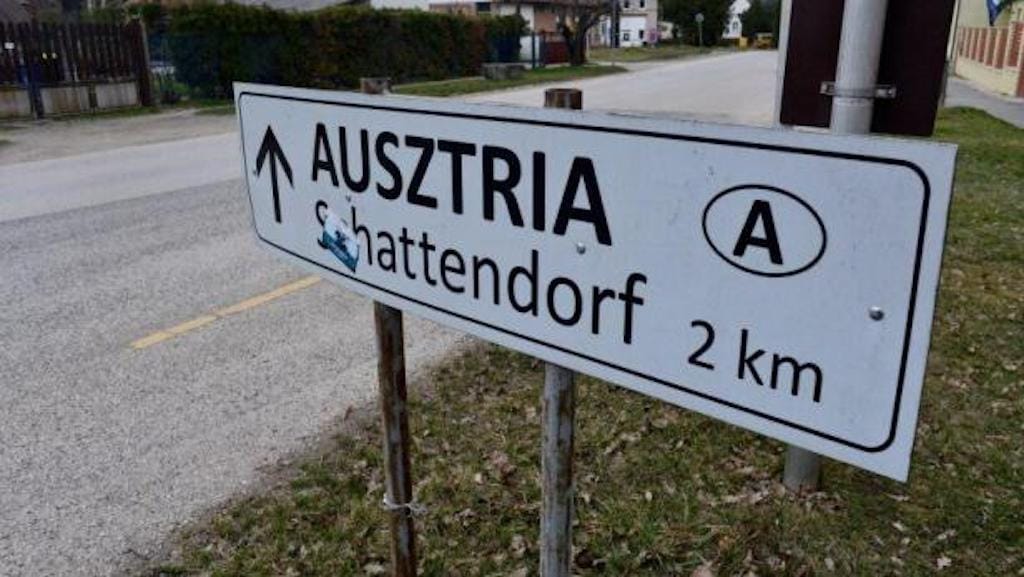 AUSZTRIA
A
Schattendorf
2 km